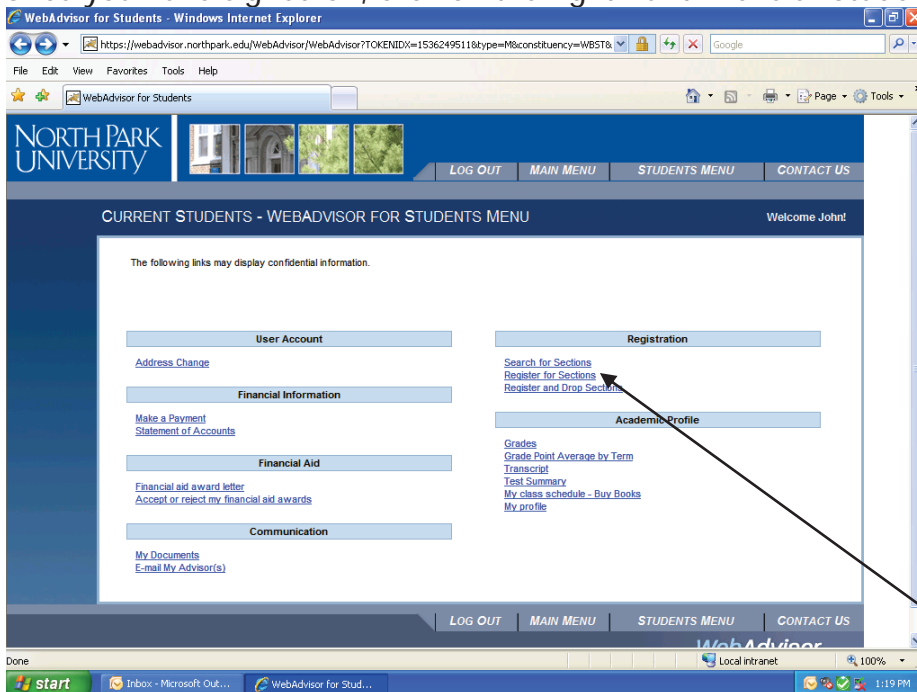 WebAdvisor for Students - Windows Internet Explorer
https://webadvisor.northpark.edu/WebAdvisor/WebAdvisor?TOKENIDX=1536249511&type=M&constituency=WBST&
Google
File Edit View Favorites Tools Help
WebAdvisor for Students
Page Tools
NORTH PARK
UNIVERSITY
LOG OUT MAIN MENU STUDENTS MENU CONTACT US
CURRENT STUDENTS - WEBADVISOR FOR STUDENTS MENU Welcome John!
The following links may display confidential information.
User Account
Address Change
Financial Information
Make a Payment
Statement of Accounts
Financial Aid
Financial aid award letter
Accept or reject my financial aid awards
Communication
My Documents
E-mail My Advisor(s)
Registration
Search for Sections
Register for Sections
Register and Drop Sections
Academic Profile
Grades
Grade Point Average by Term
Transcript
Test Summary
My class schedule - Buy Books
My profile
LOG OUT MAIN MENU STUDENTS MENU CONTACT US
WebAdvisor
Done Local intranet 100%
start Inbox - Microsoft Out... WebAdvisor for Stud... 1:19 PM